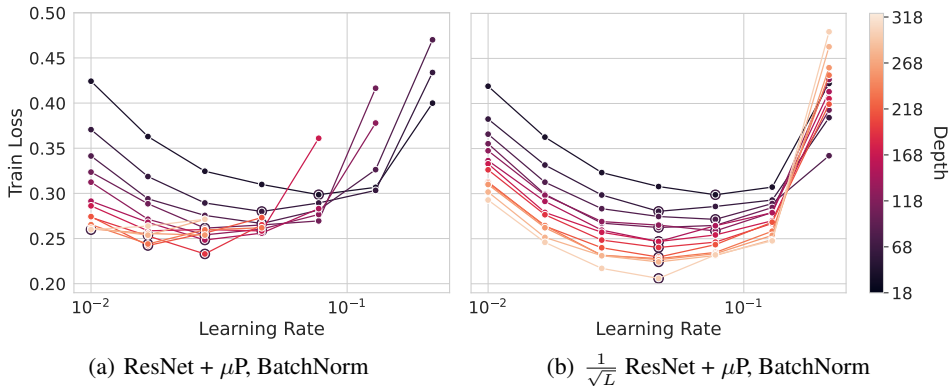 0.50
0.45
0.40
0.35
0.30
0.25
0.20
Train Loss
10⁻² 10⁻¹
Learning Rate
10⁻² 10⁻¹
Learning Rate
318
268
218
168
118
68
18
Depth
(a) ResNet + μP, BatchNorm
(b) 1/√L ResNet + μP, BatchNorm